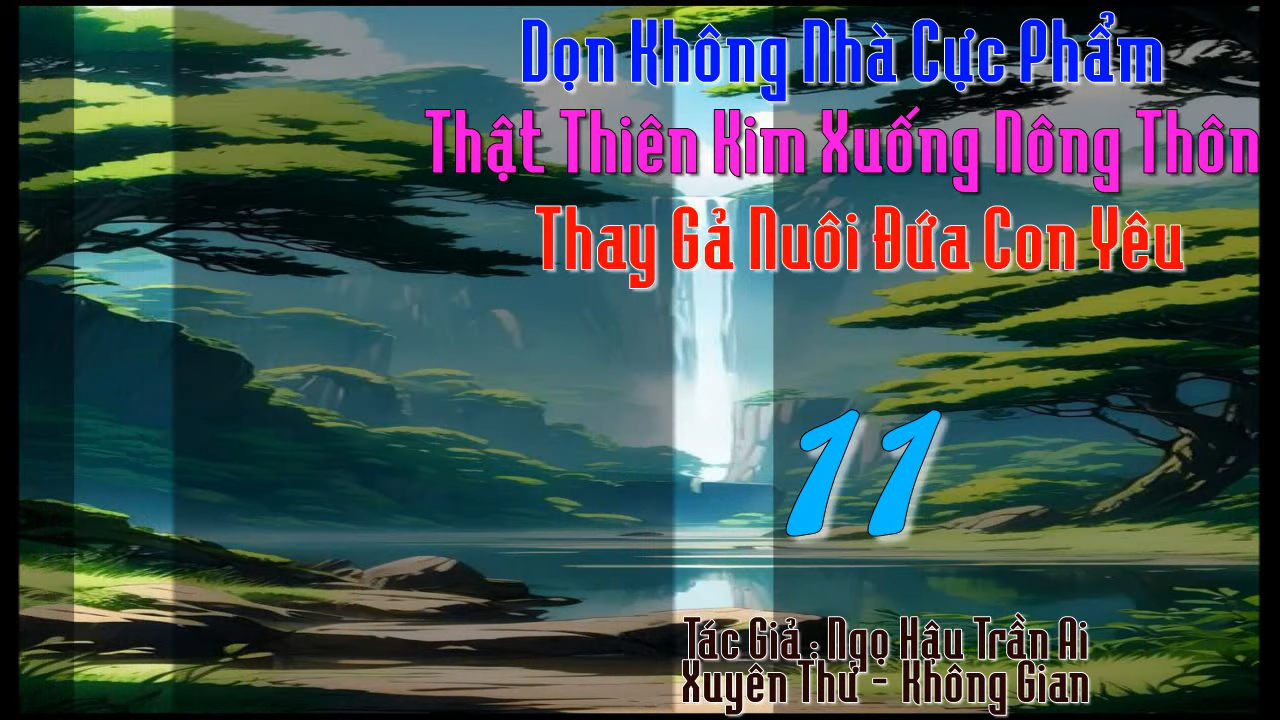 Dọn Không Nhà Cực Phẩm
Thật Thiên Kim Xuống Nông Thôn
Thay Gả Nuôi Đứa Con Yêu
11
Tác Giả : Ngọ Hậu Trần Ai
Xuyên Thư - Không Gian